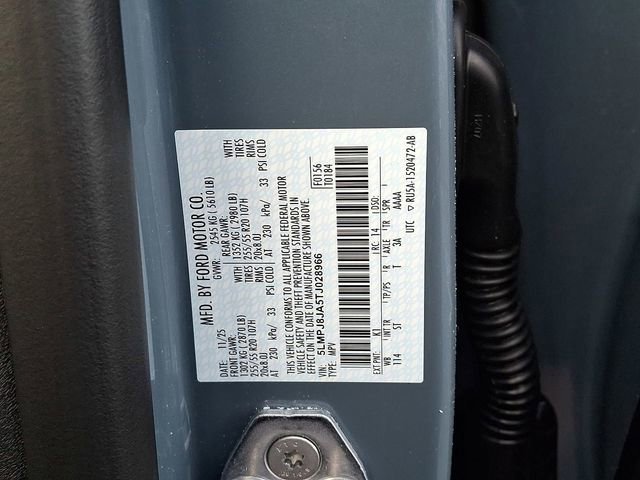 MFD. BY FORD MOTOR CO.
DATE: 11/25 GVWR: 2545 KG ( 5610 LB)
FRONT GAWR: REAR GAWR: WITH
1302 KG ( 2870 LB) WITH 1352 KG ( 2980 LB) TIRES
255/55 R20 107H TIRES 255/55 R20 107H RIMS
20x8.0J RIMS 20x8.0J PSI COLD
AT 230 kPa/ 33 PSI COLD AT 230 kPa/ 33
THIS VEHICLE CONFORMS TO ALL APPLICABLE FEDERAL MOTOR
VEHICLE SAFETY AND THEFT PREVENTION STANDARDS IN
EFFECT ON THE DATE OF MANUFACTURE SHOWN ABOVE.
VIN: 5LMPJ8JA5TJ028966 F0156
TYPE: MPV T0184
EXT PNT: K1 RC: 14 DSO:
WB INT TR TP/PS R AXLE TR SPR
114 ST T 3A AAAA
UTC RU5A-1520472-AB